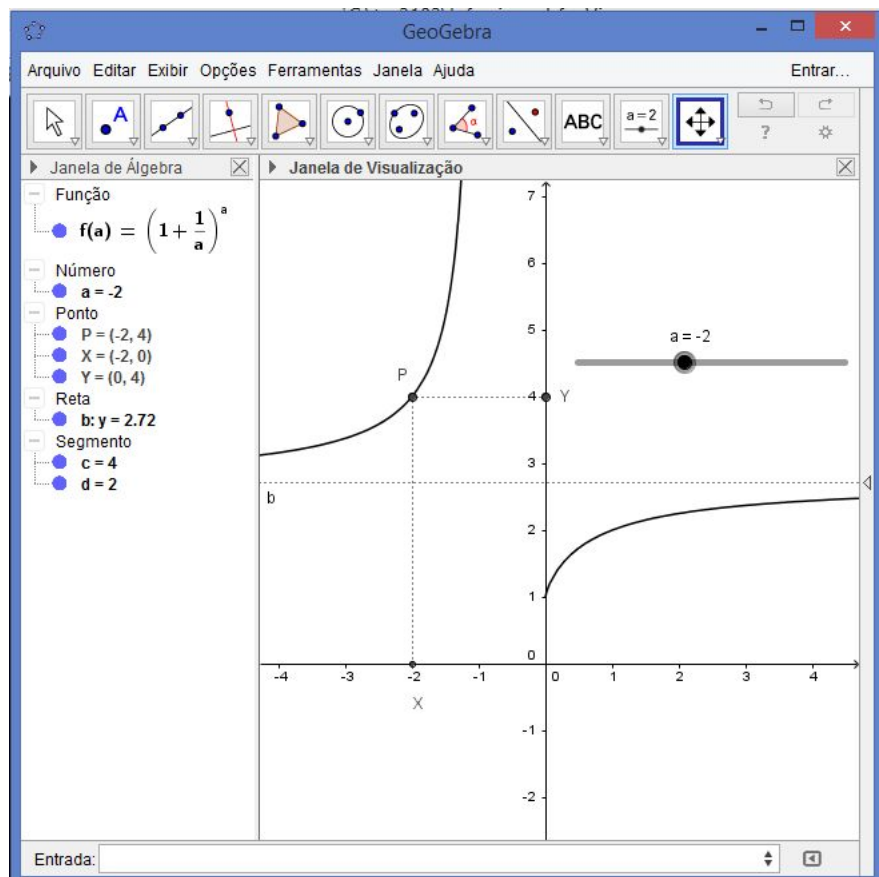 GeoGebra
Arquivo Editar Exibir Opções Ferramentas Janela Ajuda Entrar...
A α ABC a=2 ?
Janela de Álgebra
Função
f(a) = (1 + 1/a)^a
Número
a = -2
Ponto
P = (-2, 4)
X = (-2, 0)
Y = (0, 4)
Reta
b: y = 2.72
Segmento
c = 4
d = 2
Janela de Visualização
7
6
5
a = -2
P
4 Y
3
b
2
1
0
-4 -3 -2 -1 0 1 2 3 4
X
-1
-2
Entrada: